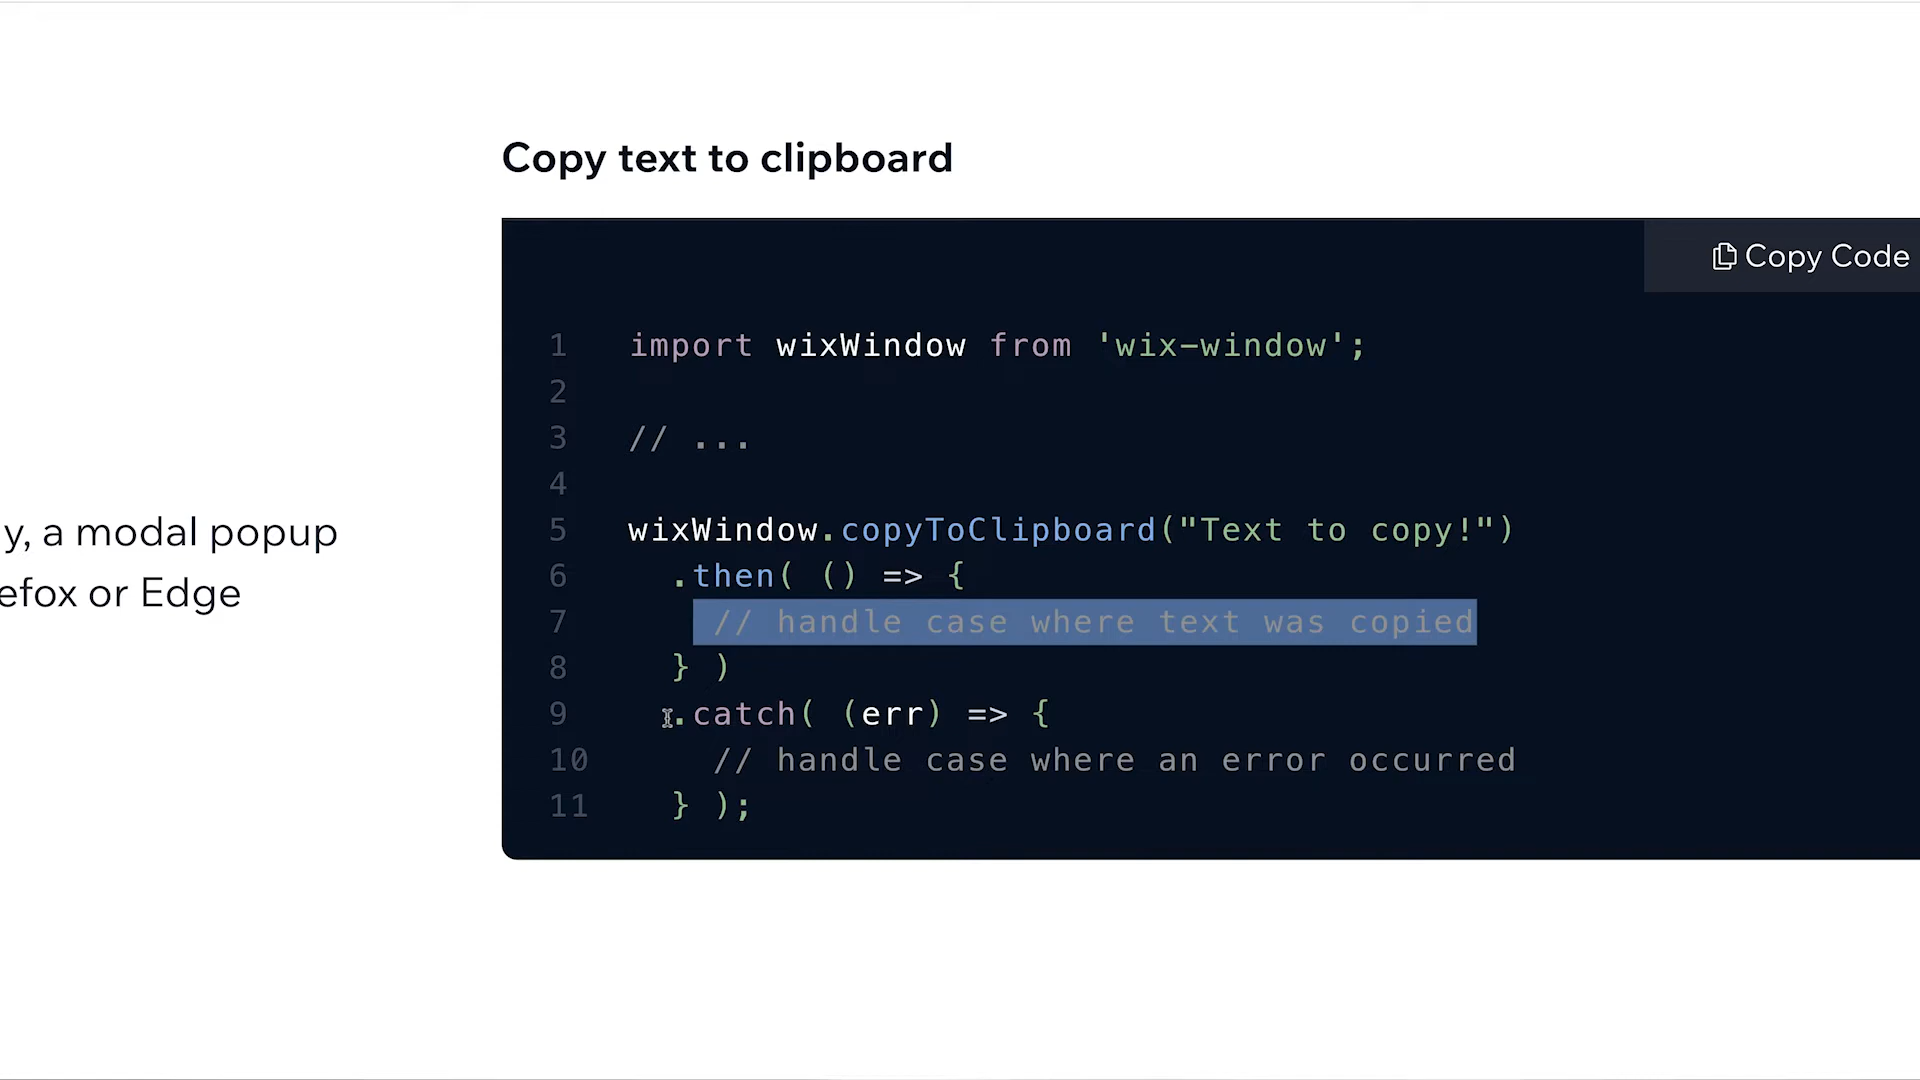 Copy text to clipboard
Copy Code
1 import wixWindow from 'wix-window';
2
3 // ...
4
5 wixWindow.copyToClipboard("Text to copy!")
6 .then( () => {
7 // handle case where text was copied
8 } )
9 .catch( (err) => {
10 // handle case where an error occurred
11 } );
y, a modal popup
efox or Edge